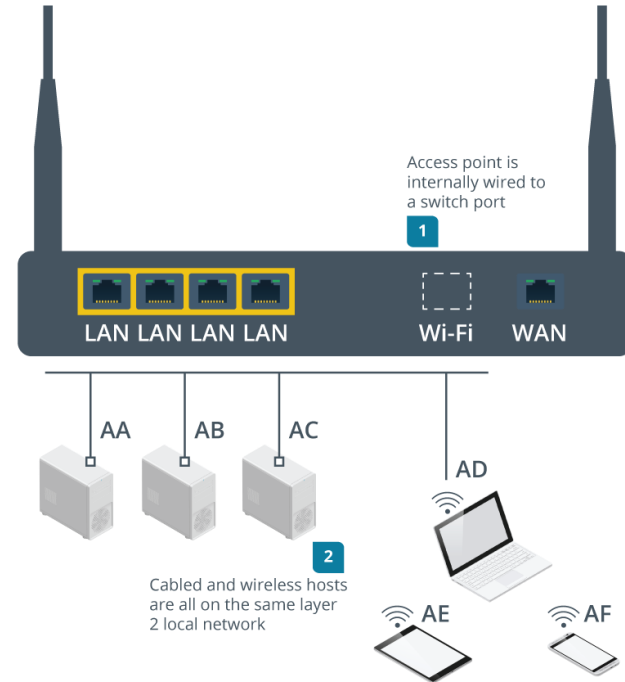 Access point is
internally wired to
a switch port
1
LAN LAN LAN LAN
Wi-Fi
WAN
AA
AB
AC
AD
2
Cabled and wireless hosts
are all on the same layer
2 local network
AE
AF